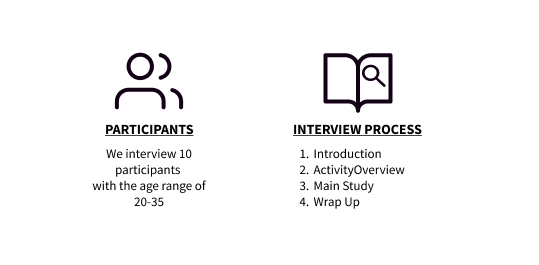 PARTICIPANTS
We interview 10
participants
with the age range of
20-35
INTERVIEW PROCESS
1. Introduction
2. ActivityOverview
3. Main Study
4. Wrap Up